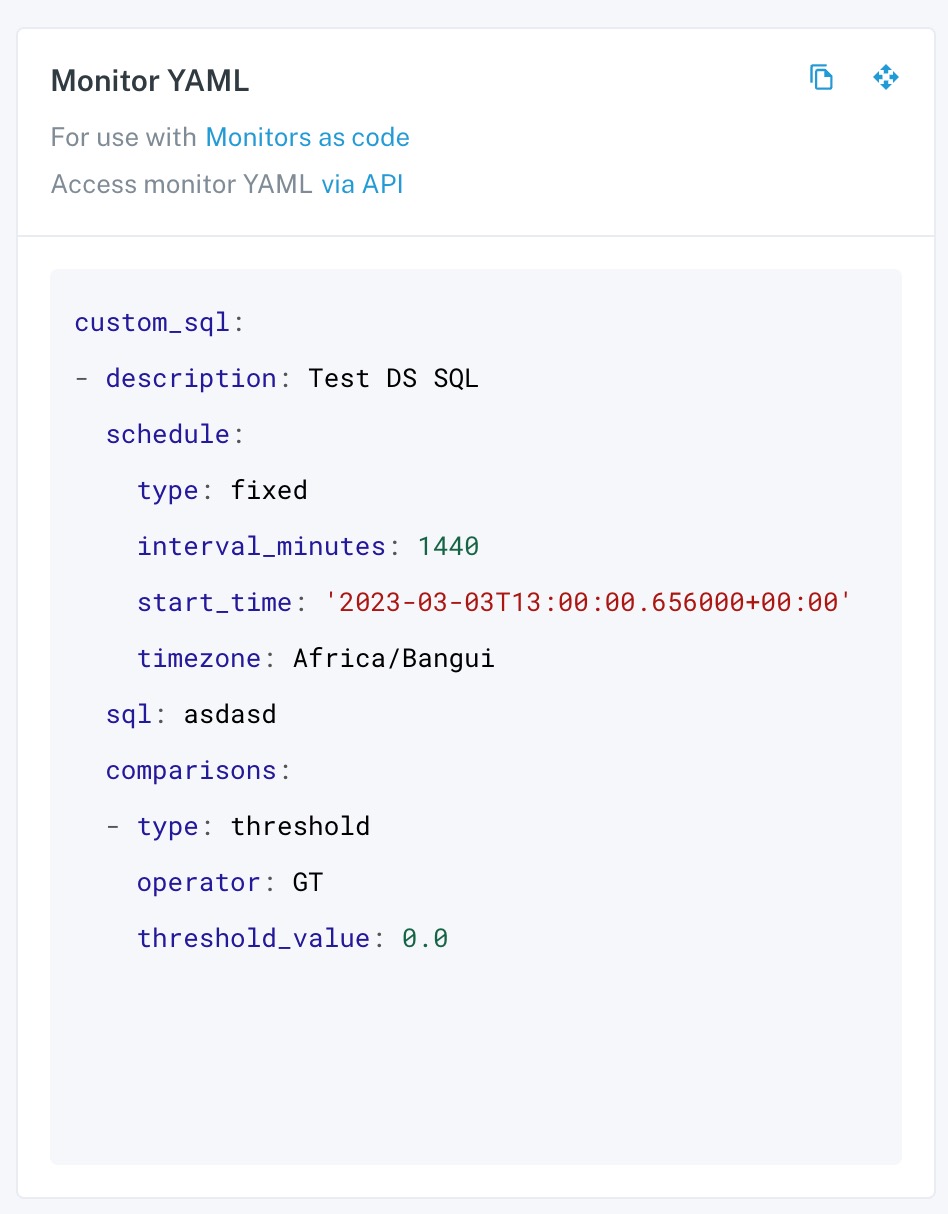 Monitor YAML
For use with Monitors as code
Access monitor YAML via API
custom_sql:
- description: Test DS SQL
  schedule:
    type: fixed
    interval_minutes: 1440
    start_time: '2023-03-03T13:00:00.656000+00:00'
    timezone: Africa/Bangui
  sql: asdasd
  comparisons:
  - type: threshold
    operator: GT
    threshold_value: 0.0